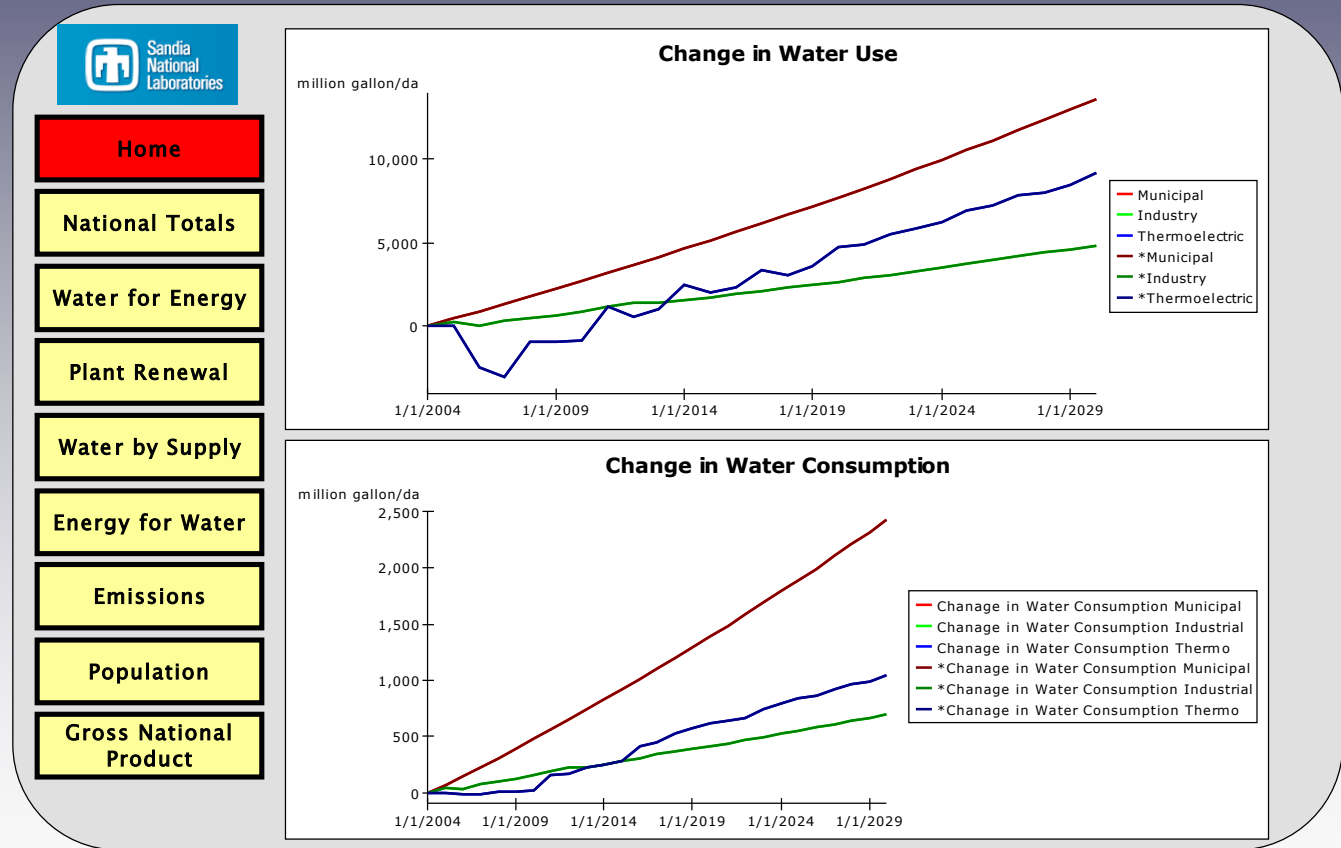 Sandia
National
Laboratories
Home
National Totals
Water for Energy
Plant Renewal
Water by Supply
Energy for Water
Emissions
Population
Gross National
Product
Change in Water Use
million gallon/da
10,000
5,000
0
1/1/2004 1/1/2009 1/1/2014 1/1/2019 1/1/2024 1/1/2029
Municipal
Industry
Thermoelectric
*Municipal
*Industry
*Thermoelectric
Change in Water Consumption
million gallon/da
2,500
2,000
1,500
1,000
500
0
1/1/2004 1/1/2009 1/1/2014 1/1/2019 1/1/2024 1/1/2029
Chanage in Water Consumption Municipal
Chanage in Water Consumption Industrial
Chanage in Water Consumption Thermo
*Chanage in Water Consumption Municipal
*Chanage in Water Consumption Industrial
*Chanage in Water Consumption Thermo